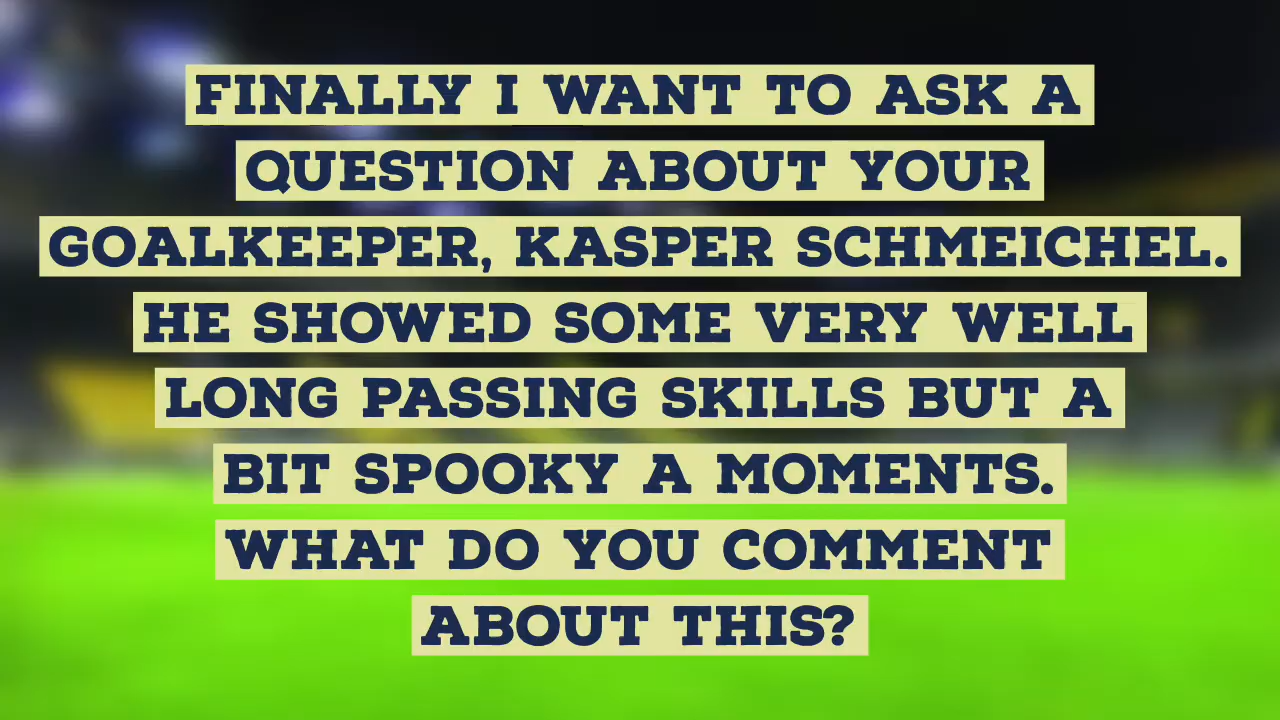 FINALLY I WANT TO ASK A
QUESTION ABOUT YOUR
GOALKEEPER, KASPER SCHMEICHEL.
HE SHOWED SOME VERY WELL
LONG PASSING SKILLS BUT A
BIT SPOOKY A MOMENTS.
WHAT DO YOU COMMENT
ABOUT THIS?